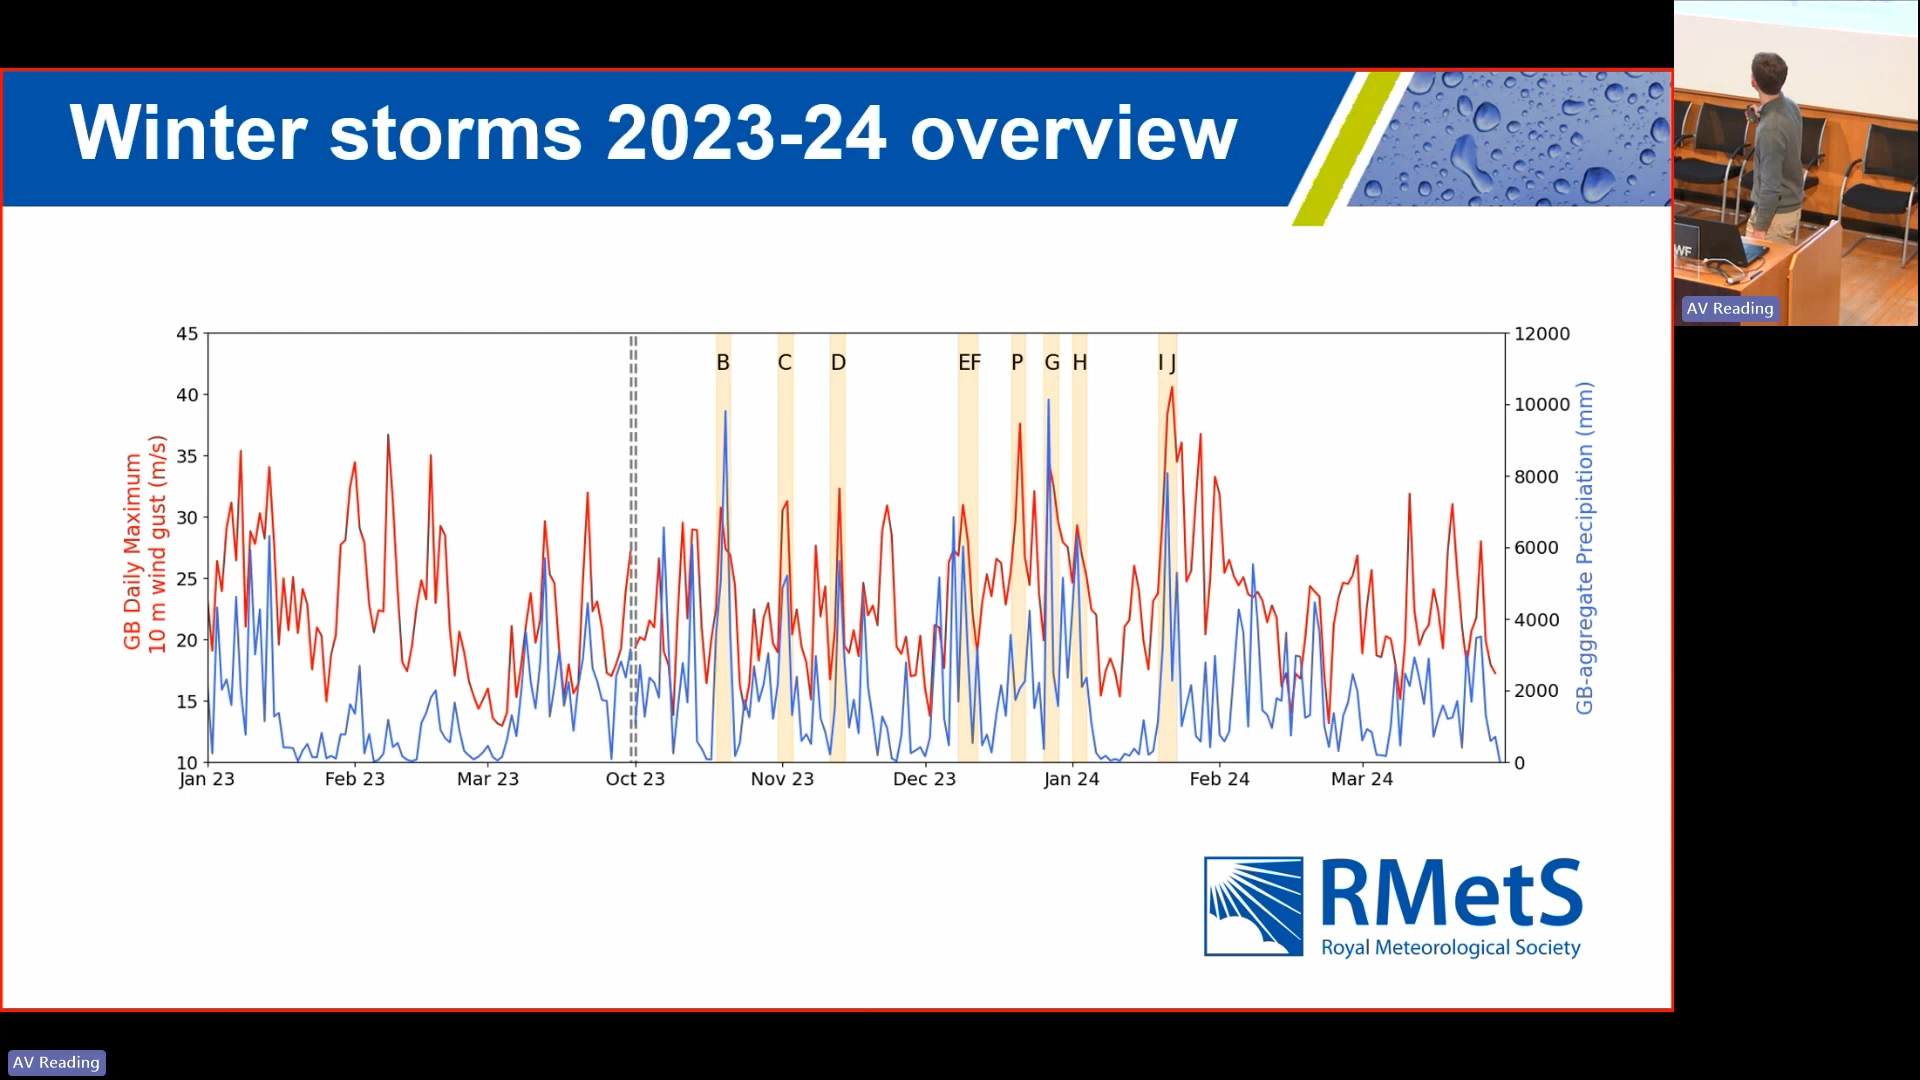 Winter storms 2023-24 overview
WF
AV Reading
45
40
35
30
25
20
15
10
GB Daily Maximum
10 m wind gust (m/s)
B
C
D
EF
P
G
H
I J
12000
10000
8000
6000
4000
2000
0
GB-aggregate Precipiation (mm)
Jan 23
Feb 23
Mar 23
Oct 23
Nov 23
Dec 23
Jan 24
Feb 24
Mar 24
RMetS
Royal Meteorological Society
AV Reading